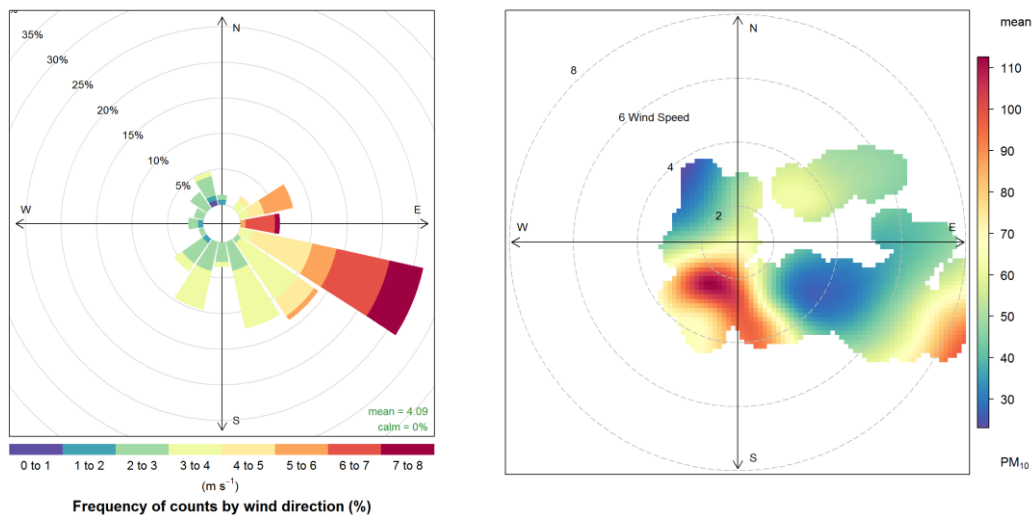 35%
30%
25%
20%
15%
10%
5%
N
W
E
S
mean = 4.09
calm = 0%
0 to 1 1 to 2 2 to 3 3 to 4 4 to 5 5 to 6 6 to 7 7 to 8
(m s⁻¹)
Frequency of counts by wind direction (%)
N
8
6 Wind Speed
4
2
W
E
S
mean
110
100
90
80
70
60
50
40
30
PM₁₀